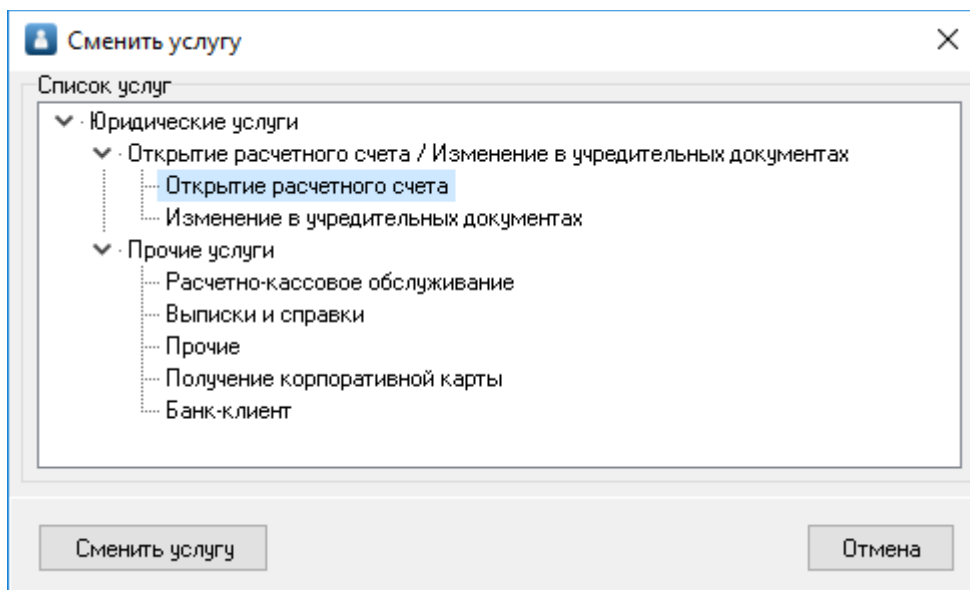 Сменить услугу
Список услуг
Юридические услуги
Открытие расчетного счета / Изменение в учредительных документах
Открытие расчетного счета
Изменение в учредительных документах
Прочие услуги
Расчетно-кассовое обслуживание
Выписки и справки
Прочие
Получение корпоративной карты
Банк-клиент
Сменить услугу
Отмена